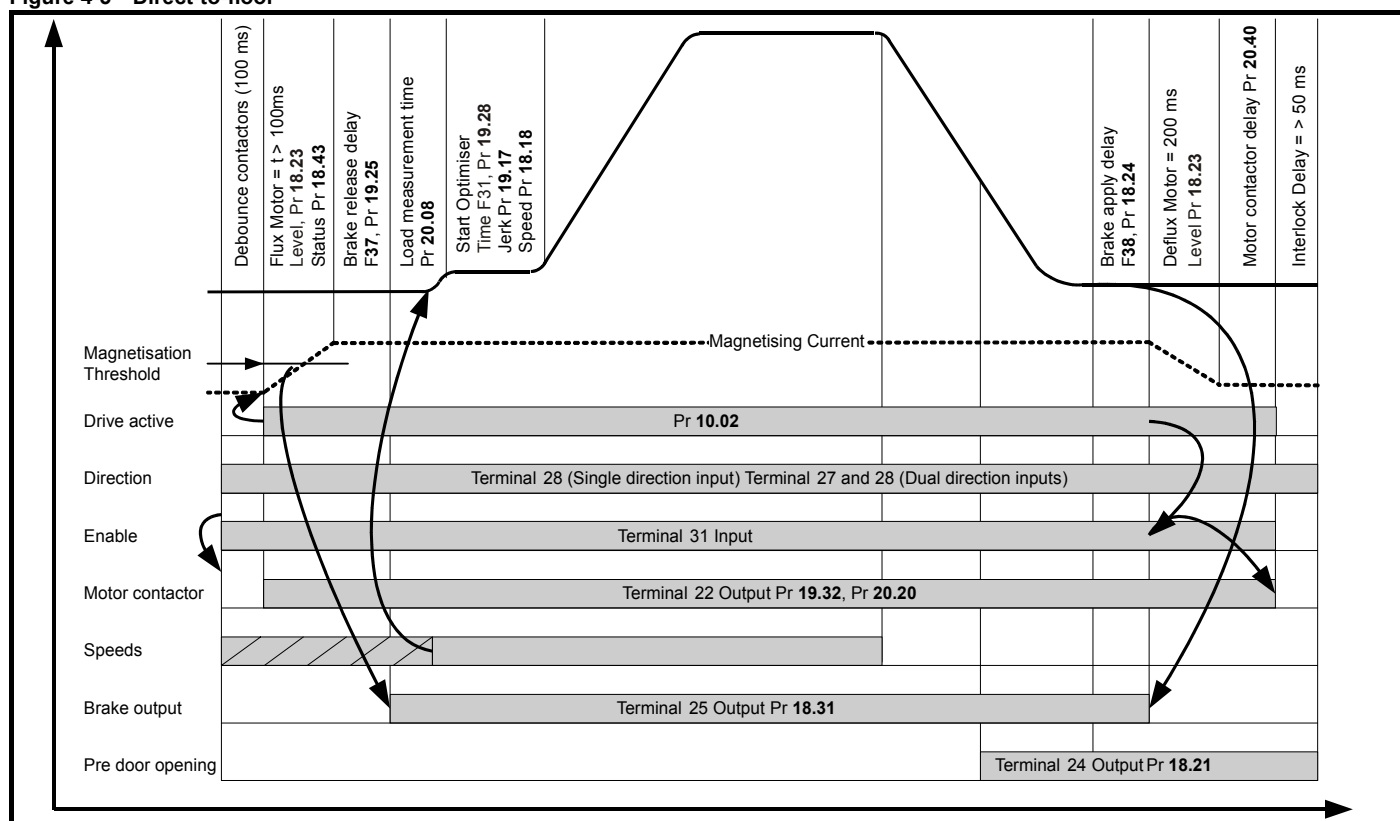 Figure 4-5 Direct to floor
Debounce contactors (100 ms)
Flux Motor = t > 100ms
Level, Pr 18.23
Status Pr 18.43
Brake release delay
F37, Pr 19.25
Load measurement time
Pr 20.08
Start Optimiser
Time F31, Pr 19.28
Jerk Pr 19.17
Speed Pr 18.18
Brake apply delay
F38, Pr 18.24
Deflux Motor = 200 ms
Level Pr 18.23
Motor contactor delay Pr 20.40
Interlock Delay = > 50 ms
Magnetisation
Threshold
Magnetising Current
Drive active
Pr 10.02
Direction
Terminal 28 (Single direction input) Terminal 27 and 28 (Dual direction inputs)
Enable
Terminal 31 Input
Motor contactor
Terminal 22 Output Pr 19.32, Pr 20.20
Speeds
Brake output
Terminal 25 Output Pr 18.31
Pre door opening
Terminal 24 Output Pr 18.21